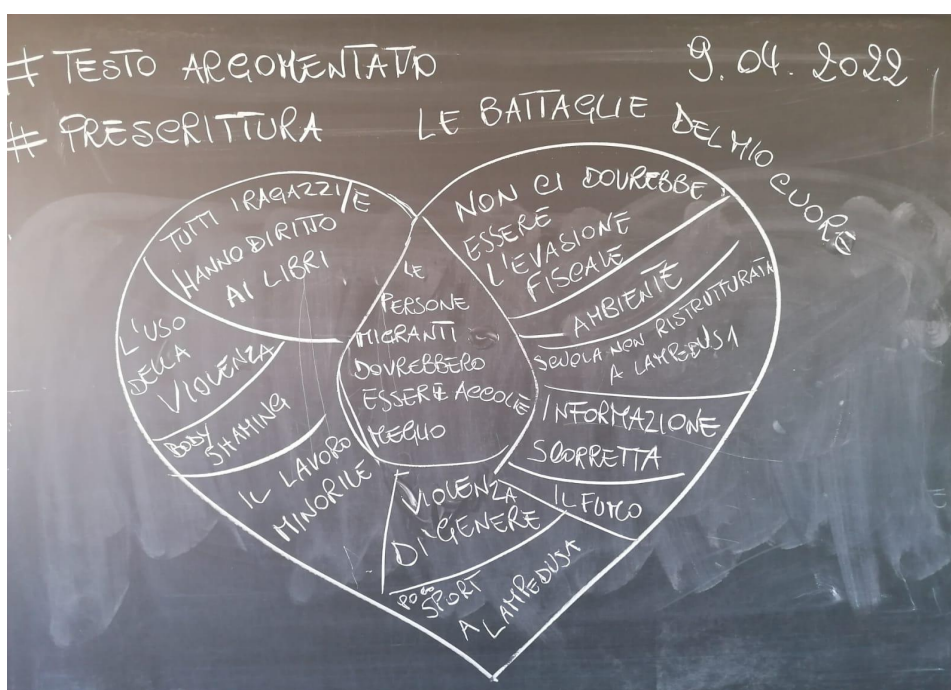 # TESTO ARGOMENTATIVO
9.04.2022
# PRESCRITTURA
LE BATTAGLIE DEL MIO CUORE
TUTTI I RAGAZZI/E
HANNO DIRITTO
AI LIBRI
L'USO
DELLA
VIOLENZA
BODY
SHAMING
IL LAVORO
MINORILE
LE
PERSONE
MIGRANTI
DOVREBBERO
ESSERE ACCOLTE
MEGLIO
NON CI DOVREBBE
ESSERE
L'EVASIONE
FISCALE
AMBIENTE
SCUOLA NON RISTRUTTURATA
A LAMPEDUSA
INFORMAZIONE
SCORRETTA
IL FUMO
VIOLENZA
DI GENERE
POCO
SPORT
A LAMPEDUSA